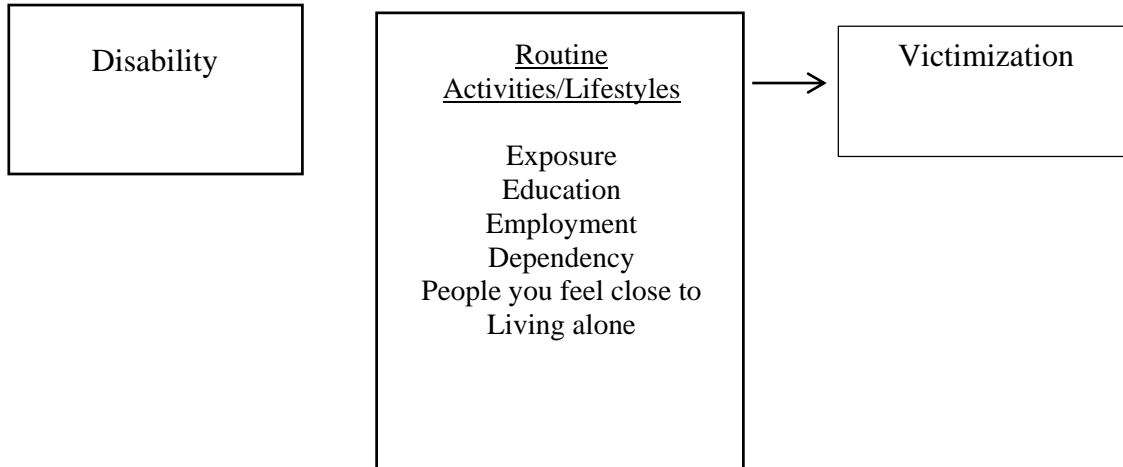 Disability
Routine
Activities/Lifestyles
Exposure
Education
Employment
Dependency
People you feel close to
Living alone
Victimization